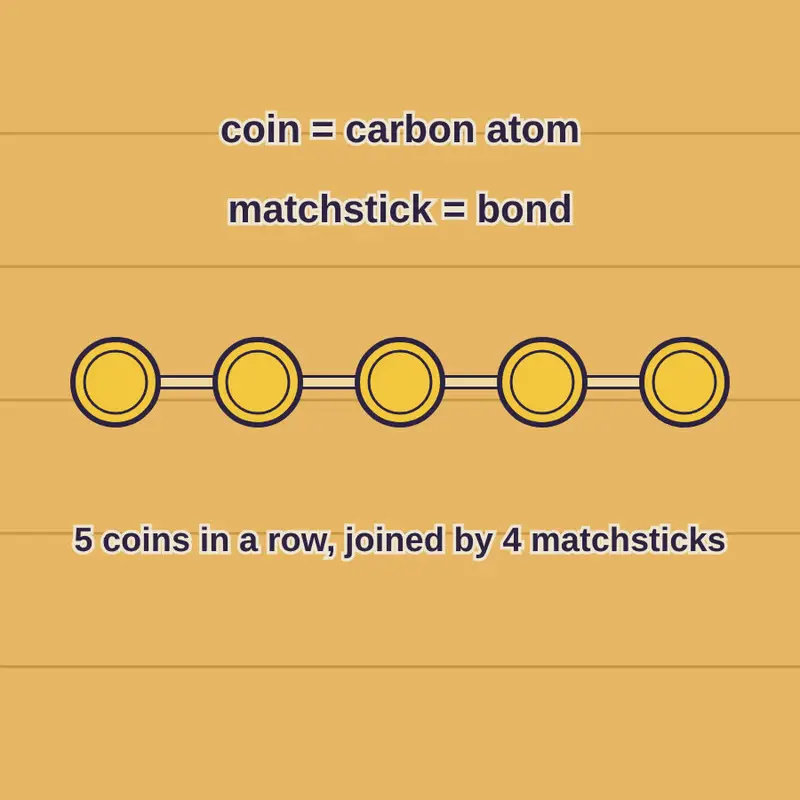 coin = carbon atom
matchstick = bond
5 coins in a row, joined by 4 matchsticks